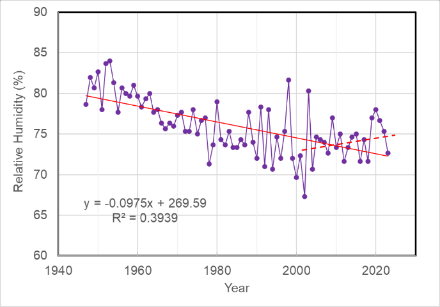 90
85
80
75
70
65
60
Relative Humidity (%)
y = -0.0975x + 269.59
R² = 0.3939
1940 1960 1980 2000 2020
Year